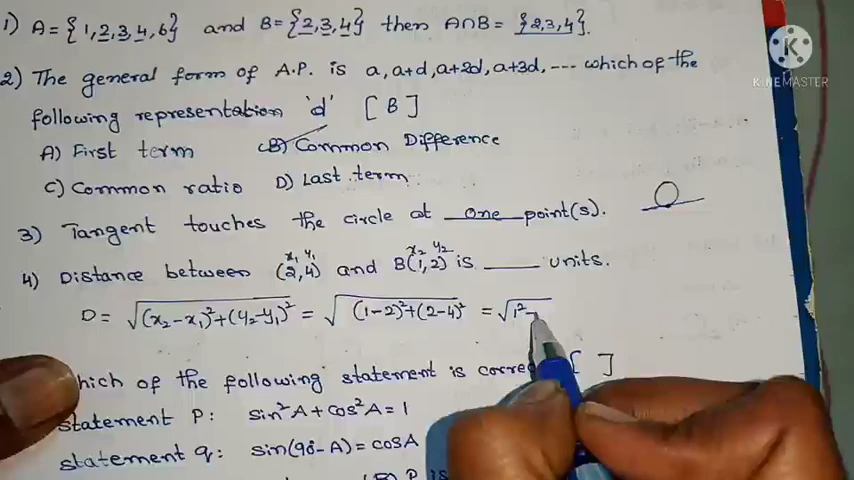 1) A = {1,2,3,4,6} and B = {2,3,4} then A∩B = {2,3,4}.
2) The general form of A.P. is a, a+d, a+2d, a+3d, --- which of the
following representation 'd' [ B ]
A) First term (B) Common Difference
C) Common ratio D) Last term
3) Tangent touches the circle at one point(s).
x₁ y₁ x₂ y₂
4) Distance between (2,4) and B(1,2) is ____ units.
D = √(x₂-x₁)²+(y₂-y₁)² = √(1-2)²+(2-4)² = √1²-
hich of the following statement is corre [ ]
statement P: sin²A + cos²A = 1
statement q: sin(90-A) = cosA
K
KINEMASTER